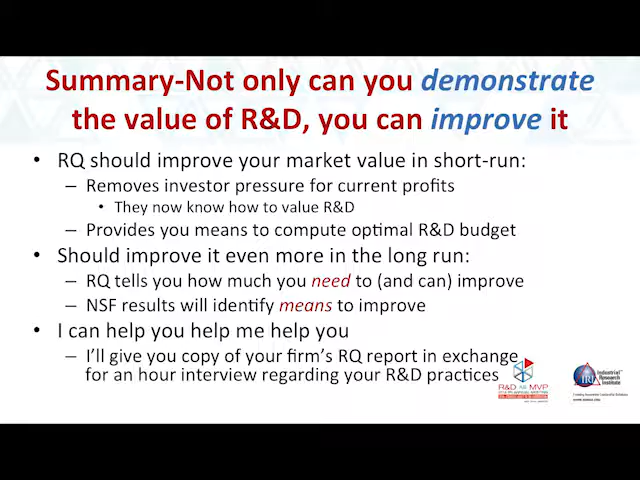 Summary-Not only can you demonstrate
the value of R&D, you can improve it
• RQ should improve your market value in short-run:
– Removes investor pressure for current profits
• They now know how to value R&D
– Provides you means to compute optimal R&D budget
• Should improve it even more in the long run:
– RQ tells you how much you need to (and can) improve
– NSF results will identify means to improve
• I can help you help me help you
– I'll give you copy of your firm's RQ report in exchange
for an hour interview regarding your R&D practices
R&D AS MVP
IRI
Industrial
Research
Institute